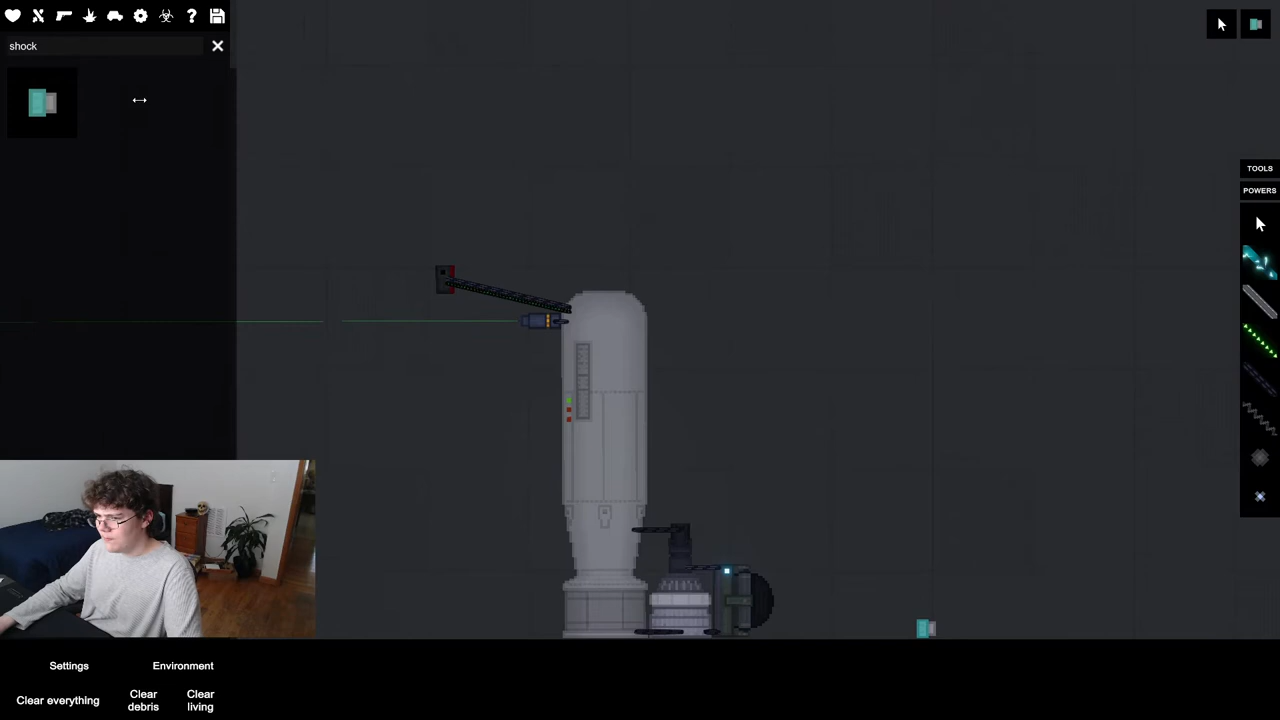 ?
shock
TOOLS
POWERS
Settings
Environment
Clear everything
Clear debris
Clear living